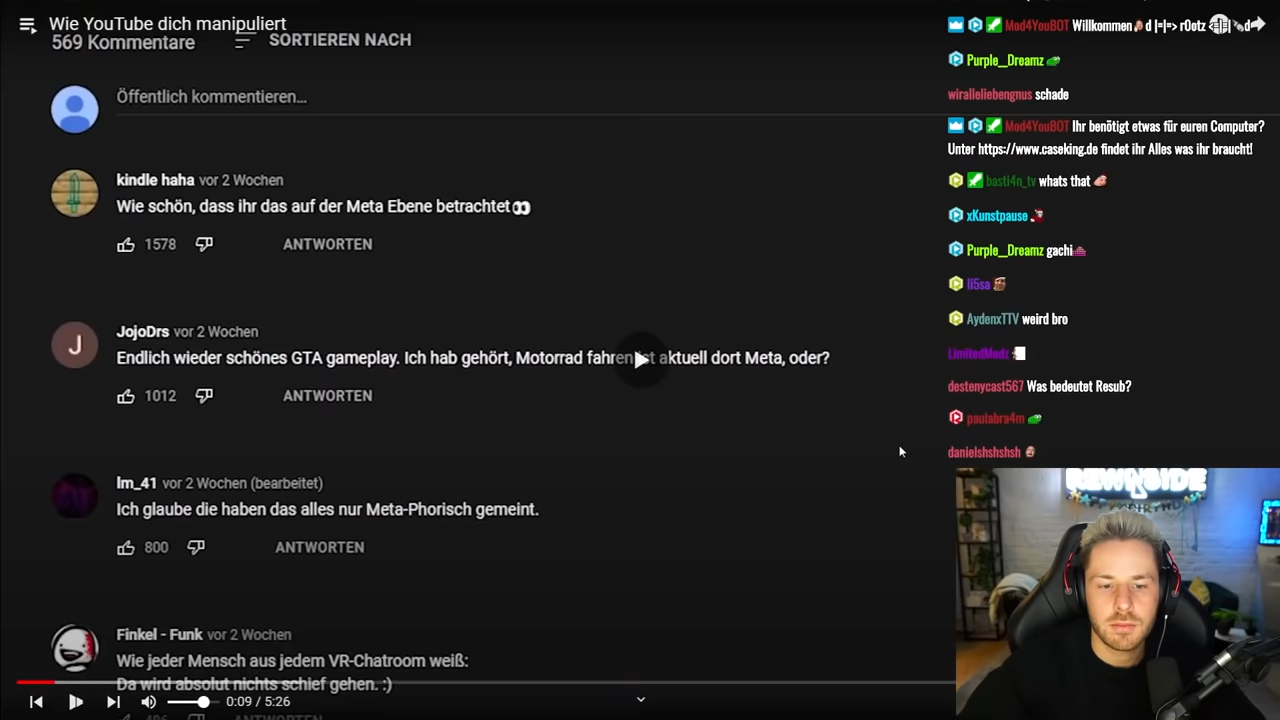 Wie YouTube dich manipuliert
569 Kommentare
SORTIEREN NACH
Öffentlich kommentieren...
kindle haha vor 2 Wochen
Wie schön, dass ihr das auf der Meta Ebene betrachtet
1578 ANTWORTEN
JojoDrs vor 2 Wochen
Endlich wieder schönes GTA gameplay. Ich hab gehört, Motorrad fahren ist aktuell dort Meta, oder?
1012 ANTWORTEN
J
lm_41 vor 2 Wochen (bearbeitet)
Ich glaube die haben das alles nur Meta-Phorisch gemeint.
800 ANTWORTEN
Finkel - Funk vor 2 Wochen
Wie jeder Mensch aus jedem VR-Chatroom weiß:
Da wird absolut nichts schief gehen. :)
0:09 / 5:26
Mod4YouBOT Willkommen
Purple__Dreamz
wiralleliebengnus schade
Mod4YouBOT Ihr benötigt etwas für euren Computer?
Unter https://www.caseking.de findet ihr Alles was ihr braucht!
basti4n_tv whats that
xKunstpause
Purple__Dreamz gachi
li5sa
AydenxTTV weird bro
LimitedModz
destenycast567 Was bedeutet Resub?
paulabra4m
danielshshshsh